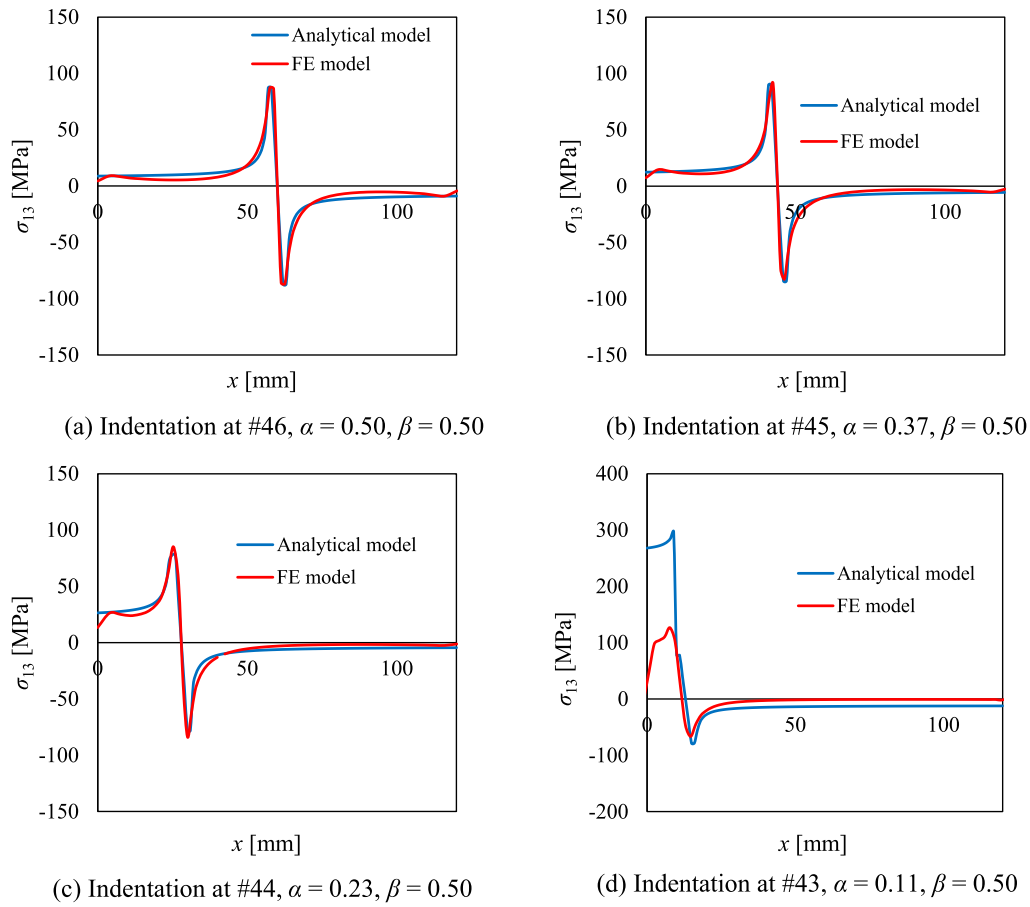 150
100
50
0
-50
-100
-150
σ13 [MPa]
0
50
100
x [mm]
Analytical model
FE model
(a) Indentation at #46, α = 0.50, β = 0.50
150
100
50
0
-50
-100
-150
σ13 [MPa]
0
50
100
x [mm]
Analytical model
FE model
(b) Indentation at #45, α = 0.37, β = 0.50
150
100
50
0
-50
-100
-150
σ13 [MPa]
0
50
100
x [mm]
Analytical model
FE model
(c) Indentation at #44, α = 0.23, β = 0.50
400
300
200
100
0
-100
-200
σ13 [MPa]
0
50
100
x [mm]
Analytical model
FE model
(d) Indentation at #43, α = 0.11, β = 0.50